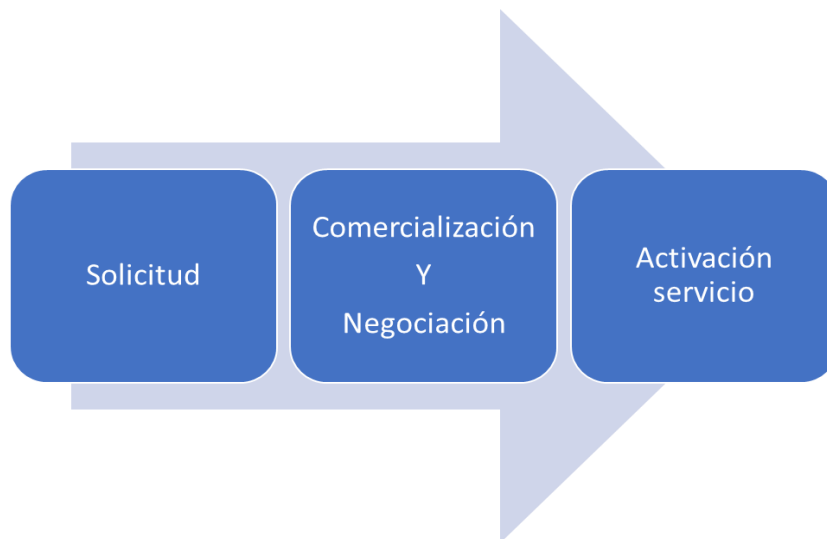 Solicitud
Comercialización
Y
Negociación
Activación
servicio